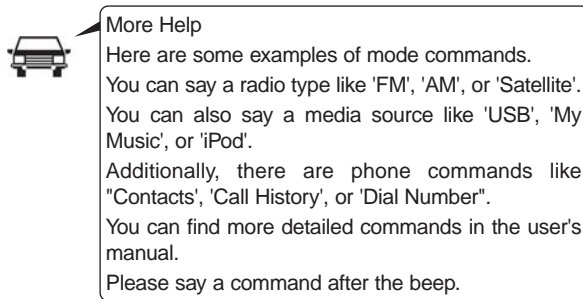 More Help
Here are some examples of mode commands.
You can say a radio type like 'FM', 'AM', or 'Satellite'.
You can also say a media source like 'USB', 'My
Music', or 'iPod'.
Additionally, there are phone commands like
"Contacts', 'Call History', or 'Dial Number".
You can find more detailed commands in the user's
manual.
Please say a command after the beep.